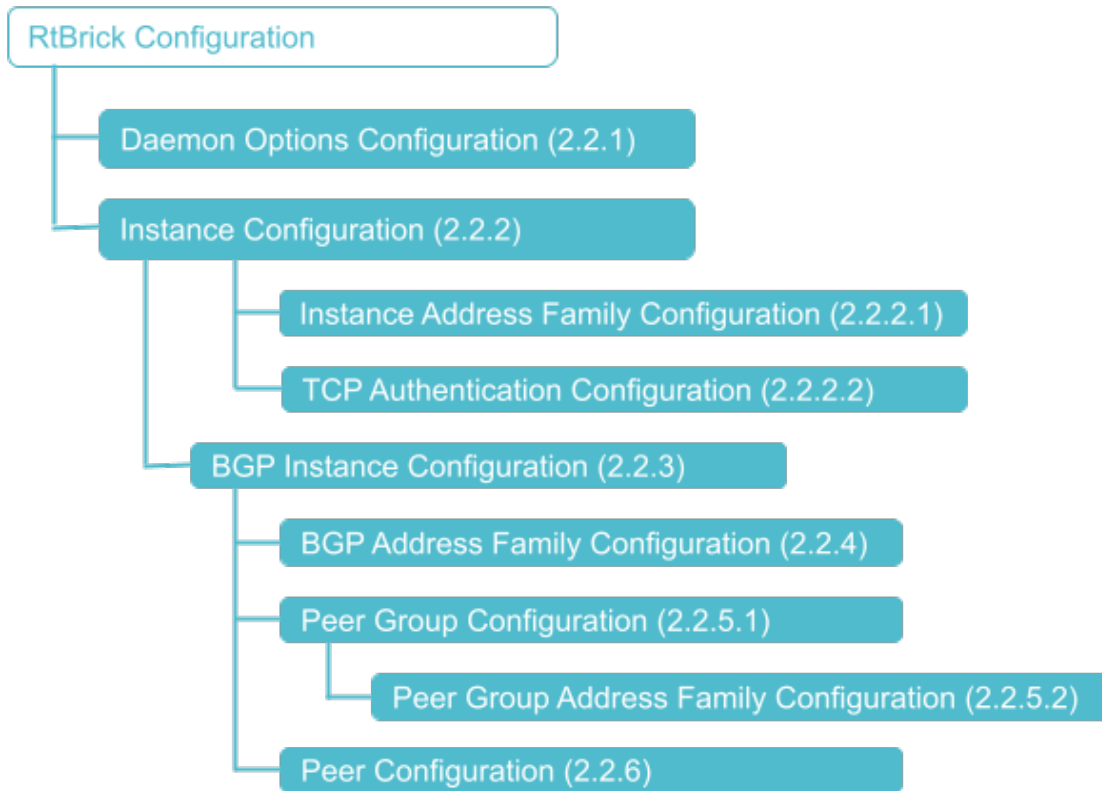 RtBrick Configuration
Daemon Options Configuration (2.2.1)
Instance Configuration (2.2.2)
Instance Address Family Configuration (2.2.2.1)
TCP Authentication Configuration (2.2.2.2)
BGP Instance Configuration (2.2.3)
BGP Address Family Configuration (2.2.4)
Peer Group Configuration (2.2.5.1)
Peer Group Address Family Configuration (2.2.5.2)
Peer Configuration (2.2.6)